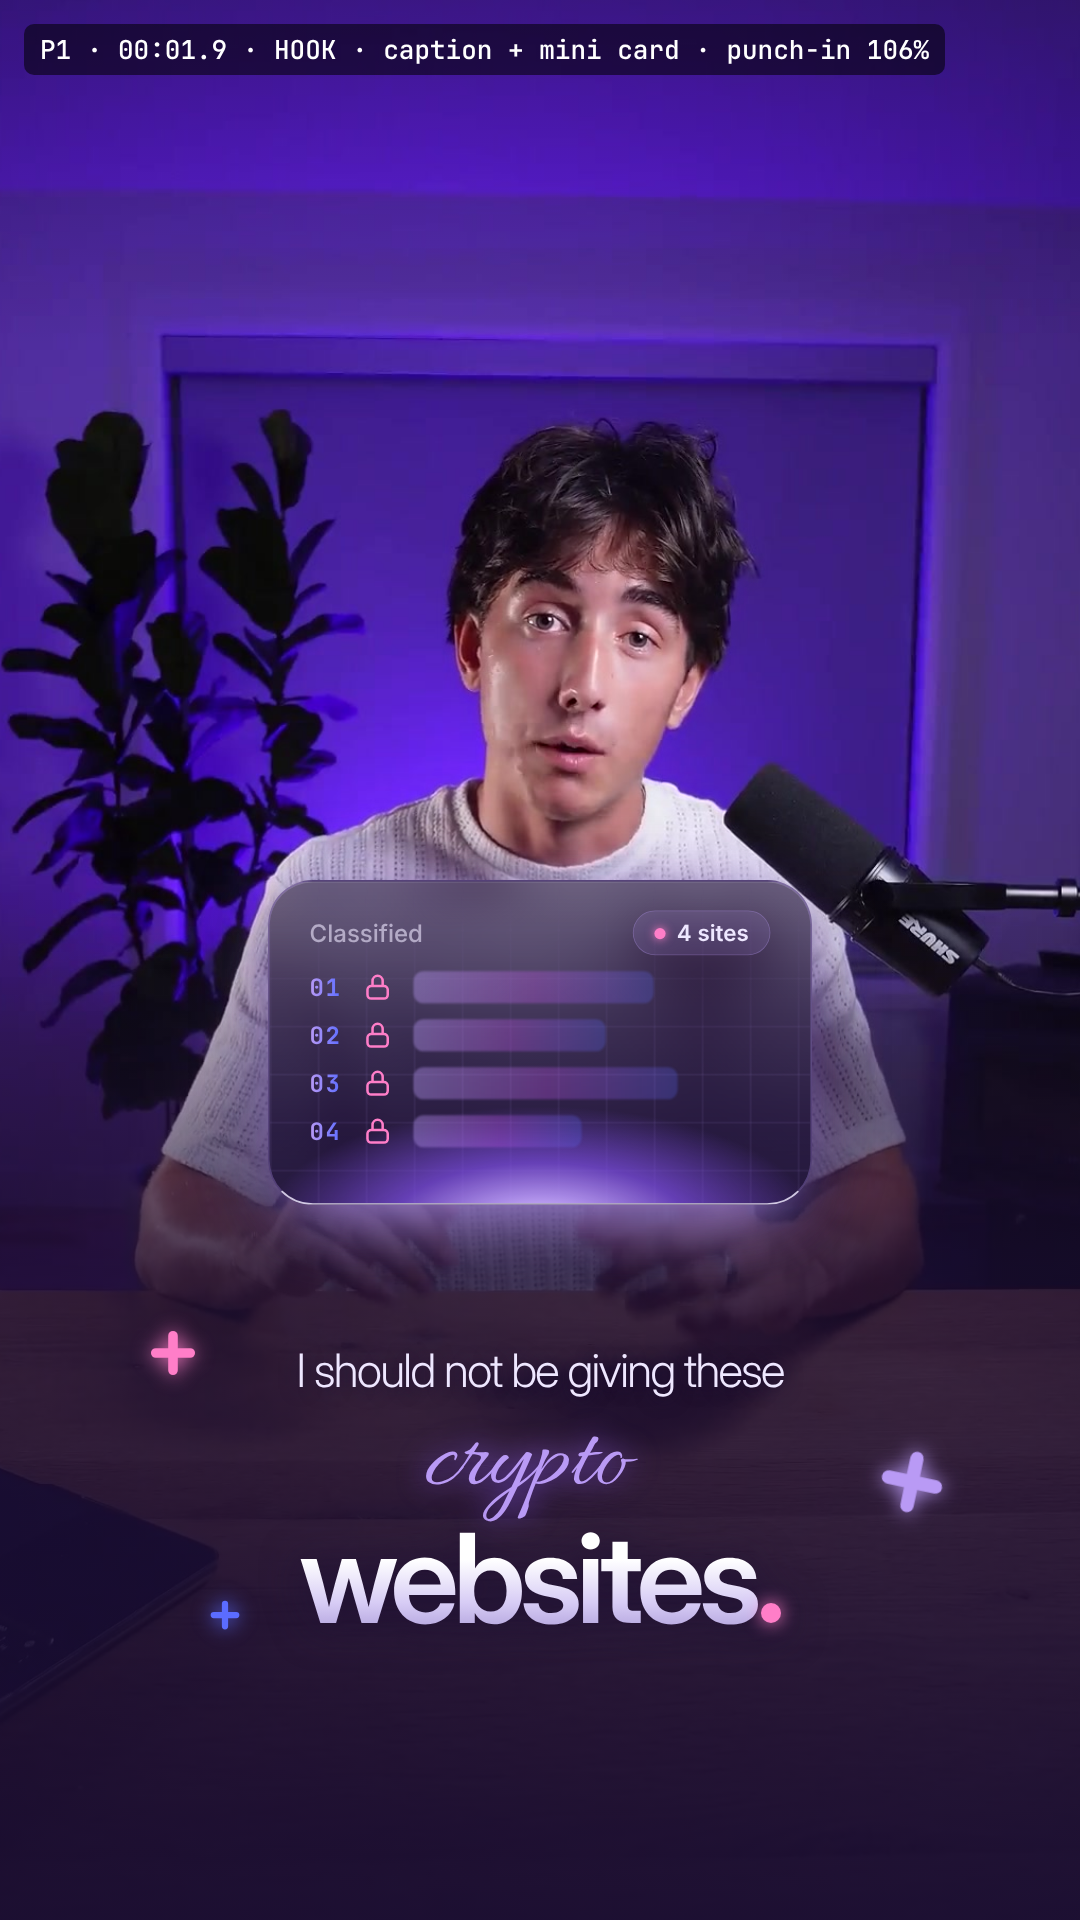 P1 · 00:01.9 · HOOK · caption + mini card · punch-in 106%
SHURE
Classified
4 sites
01
02
03
04
I should not be giving these
crypto
websites.